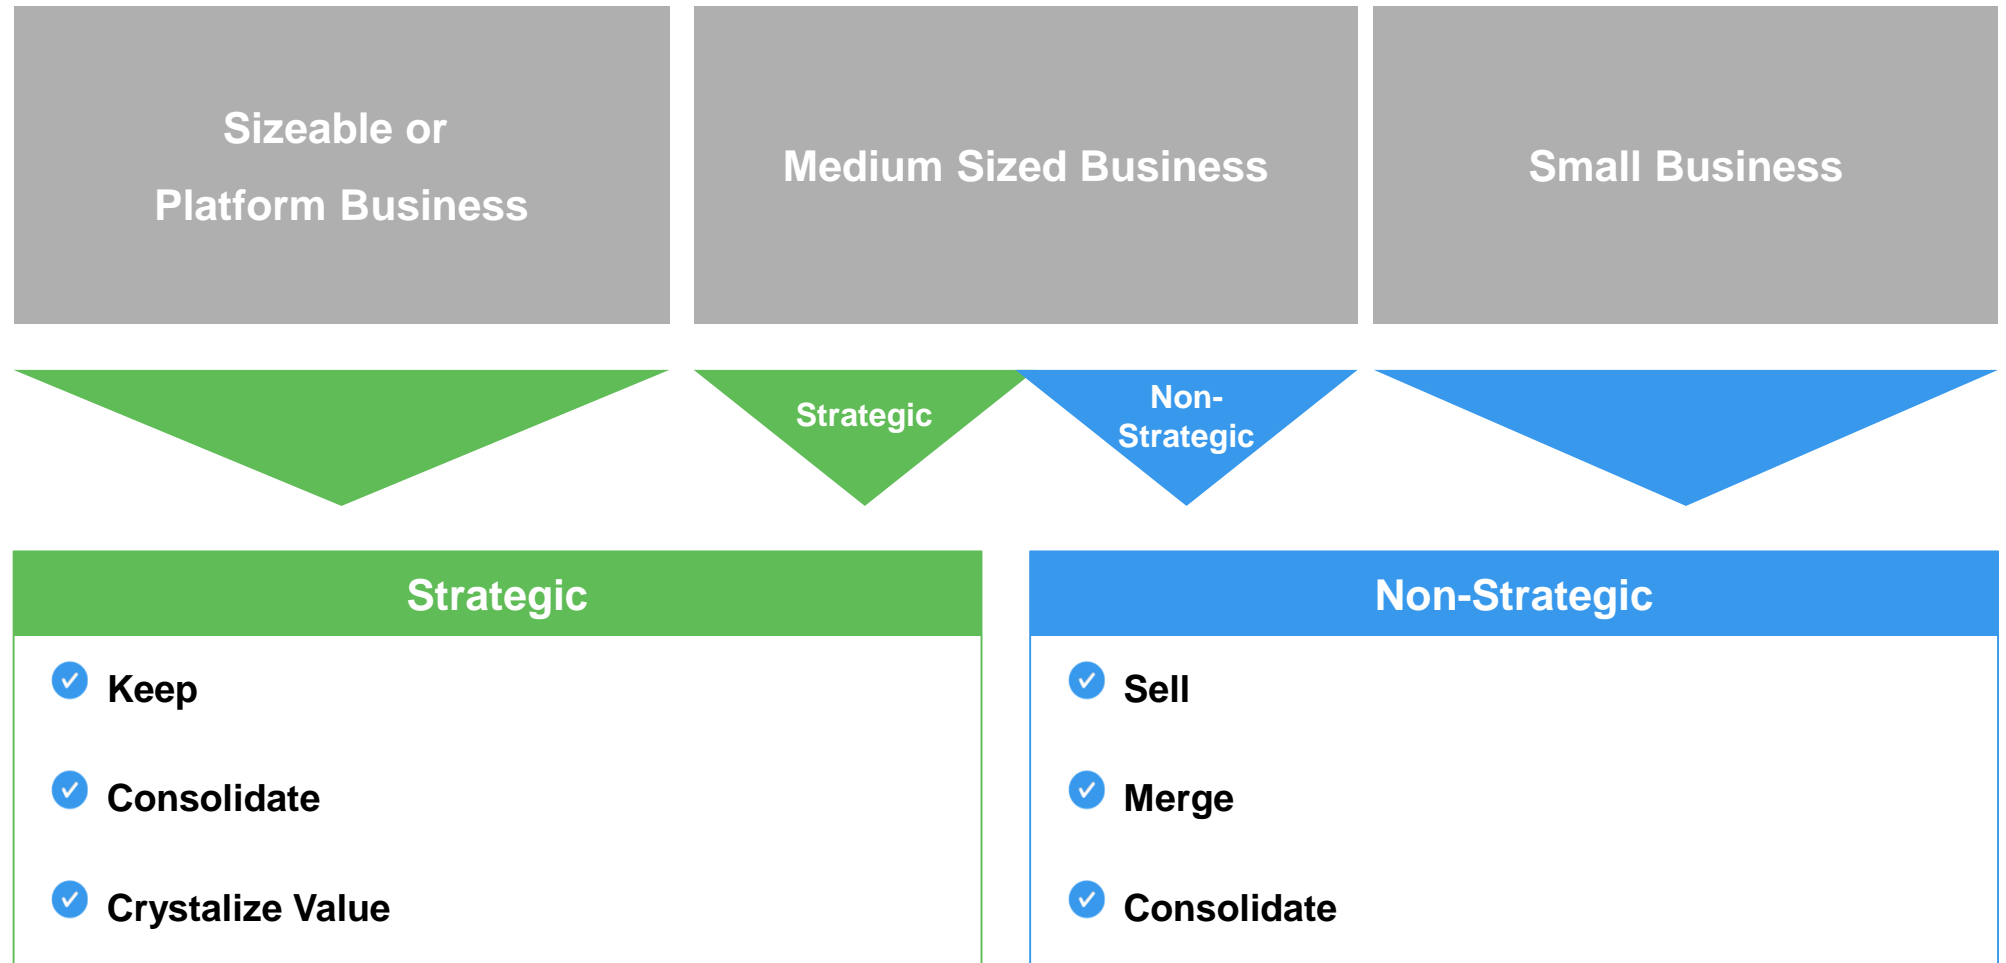 Sizeable or
Platform Business
Medium Sized Business
Small Business
Strategic
Non-
Strategic
Strategic
Keep
Consolidate
Crystalize Value
Non-Strategic
Sell
Merge
Consolidate